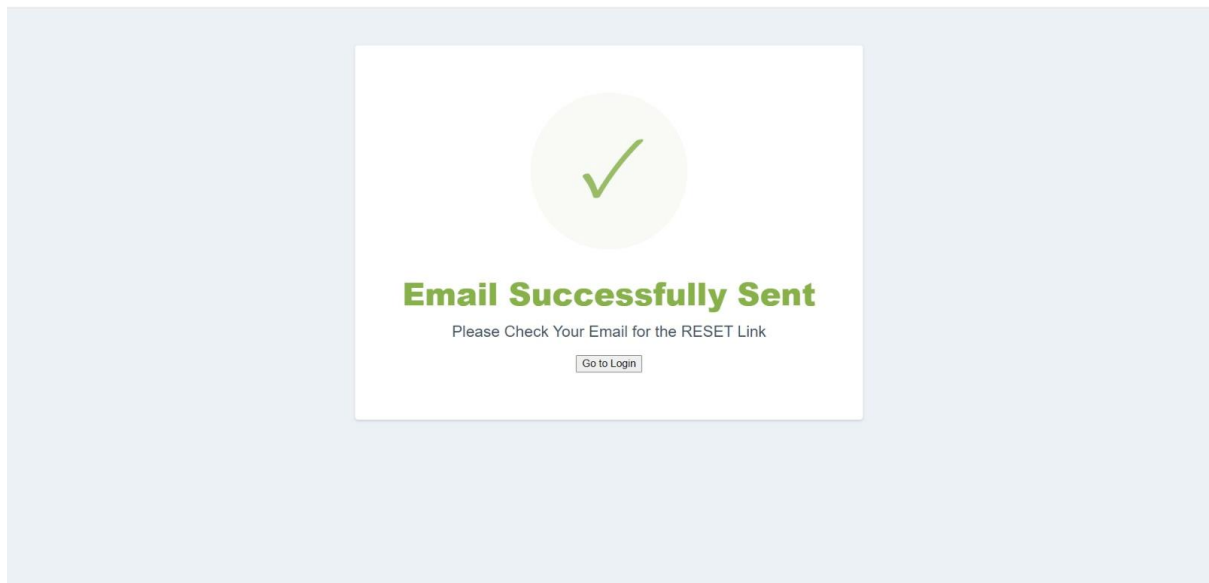 Email Successfully Sent
Please Check Your Email for the RESET Link
Go to Login